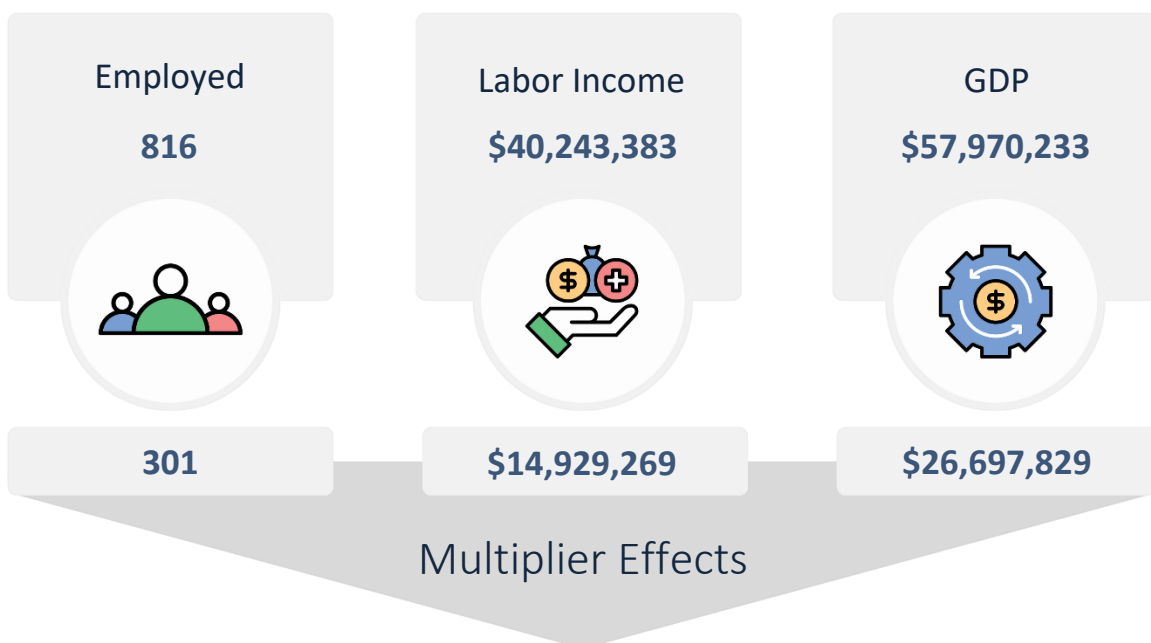 Employed
816
Labor Income
$40,243,383
GDP
$57,970,233
301
$14,929,269
$26,697,829
Multiplier Effects